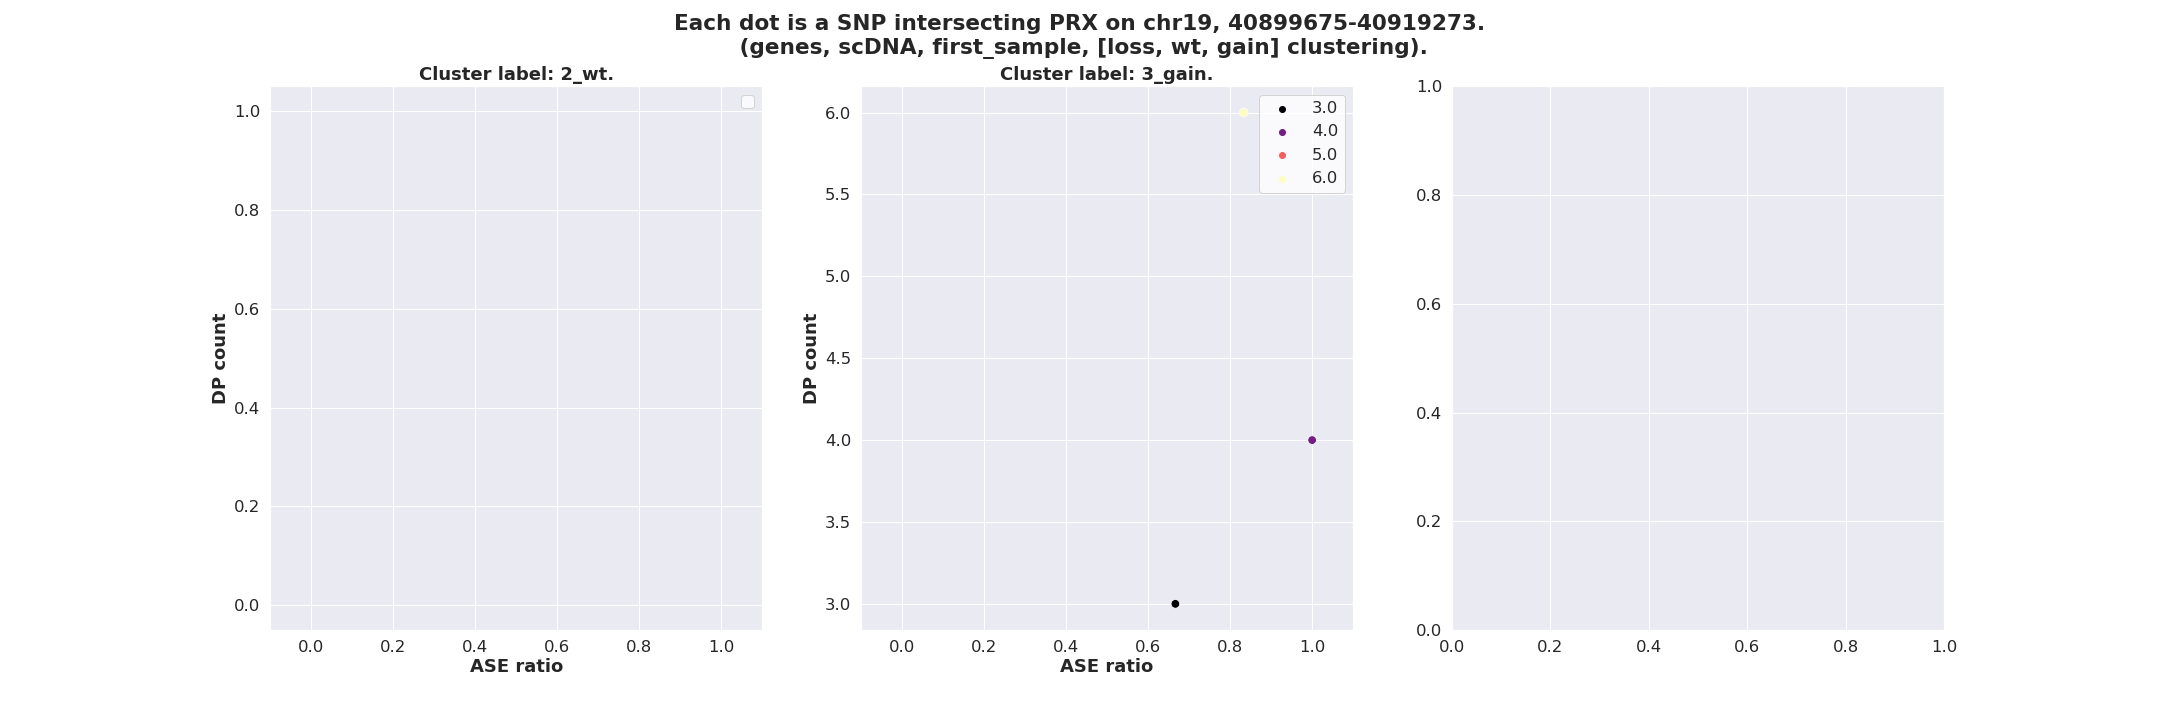 Each dot is a SNP intersecting PRX on chr19, 40899675-40919273.
(genes, scDNA, first_sample, [loss, wt, gain] clustering).
Cluster label: 2_wt.
1.0
0.8
0.6
0.4
0.2
0.0
DP count
0.0 0.2 0.4 0.6 0.8 1.0
ASE ratio
Cluster label: 3_gain.
3.0
4.0
5.0
6.0
6.0
5.5
5.0
4.5
4.0
3.5
3.0
DP count
0.0 0.2 0.4 0.6 0.8 1.0
ASE ratio
1.0
0.8
0.6
0.4
0.2
0.0
0.0 0.2 0.4 0.6 0.8 1.0